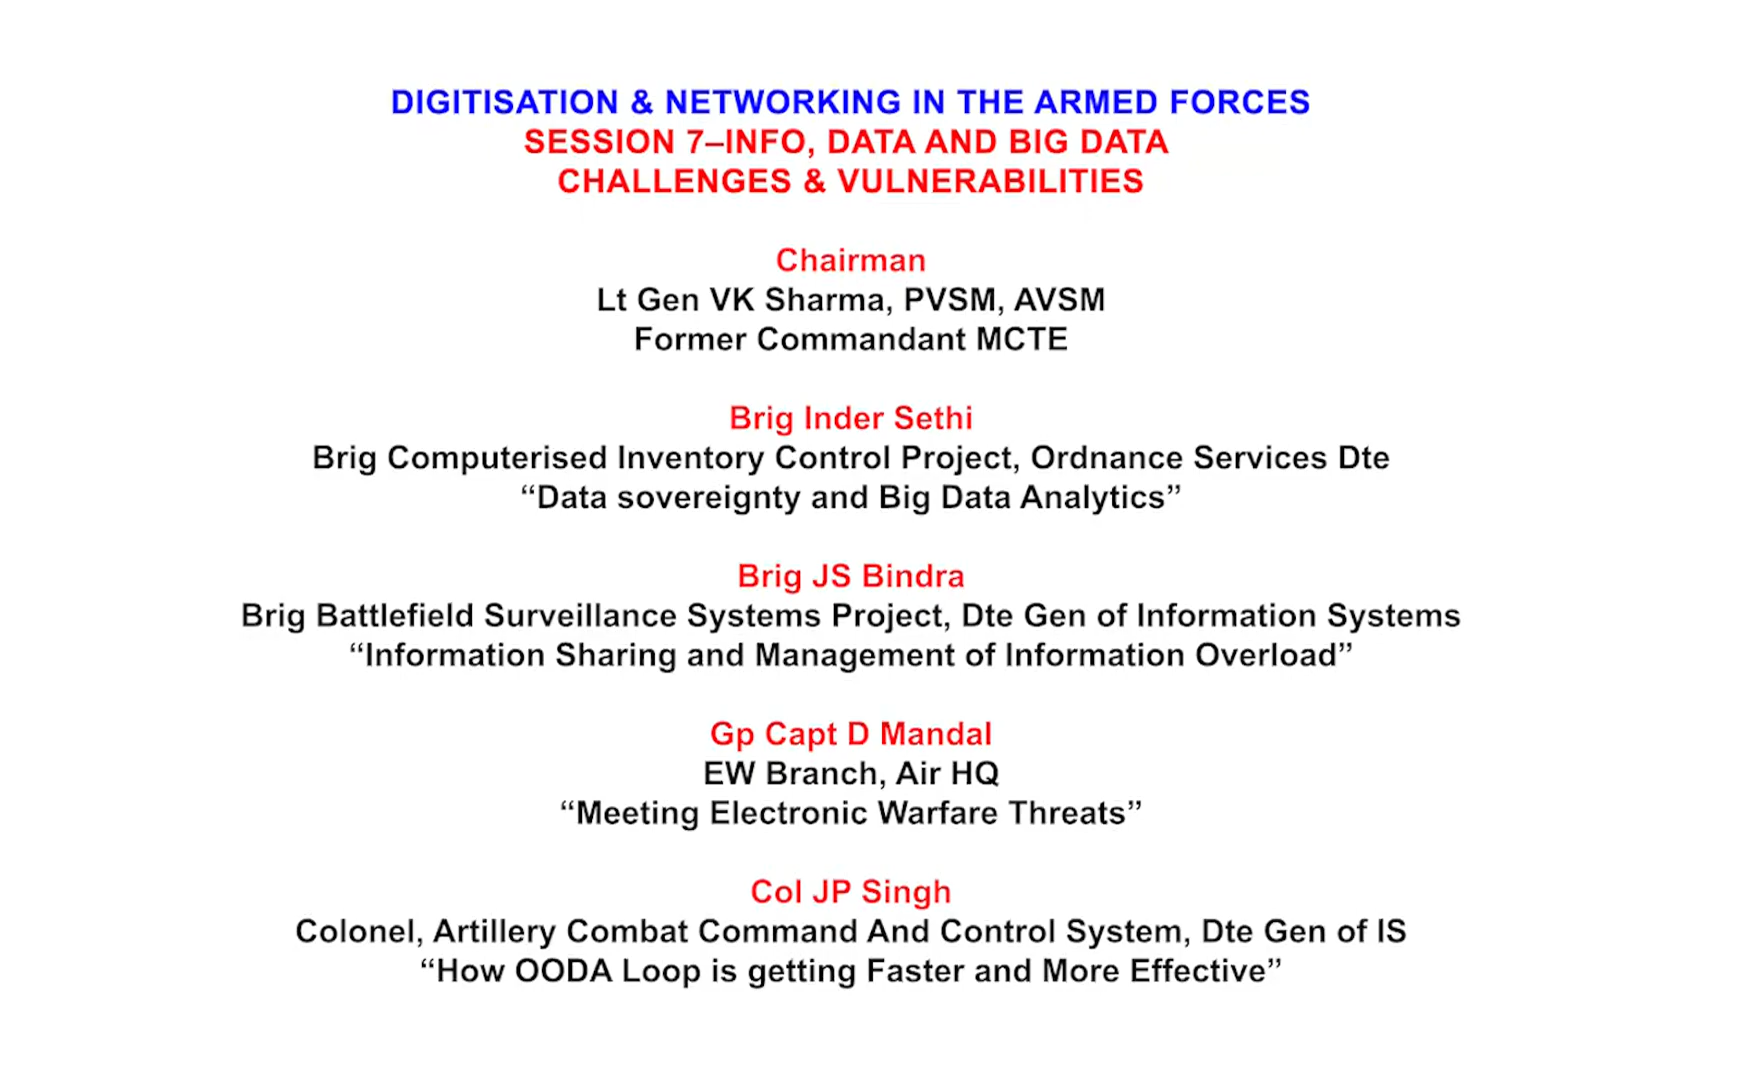 DIGITISATION & NETWORKING IN THE ARMED FORCES
SESSION 7–INFO, DATA AND BIG DATA
CHALLENGES & VULNERABILITIES
Chairman
Lt Gen VK Sharma, PVSM, AVSM
Former Commandant MCTE
Brig Inder Sethi
Brig Computerised Inventory Control Project, Ordnance Services Dte
“Data sovereignty and Big Data Analytics”
Brig JS Bindra
Brig Battlefield Surveillance Systems Project, Dte Gen of Information Systems
“Information Sharing and Management of Information Overload”
Gp Capt D Mandal
EW Branch, Air HQ
“Meeting Electronic Warfare Threats”
Col JP Singh
Colonel, Artillery Combat Command And Control System, Dte Gen of IS
“How OODA Loop is getting Faster and More Effective”